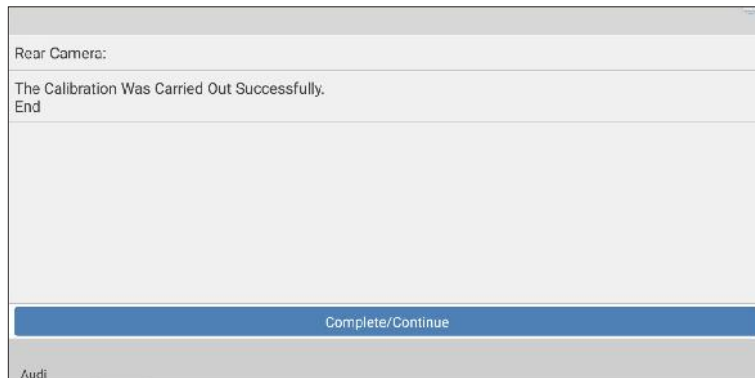 Rear Camera:
The Calibration Was Carried Out Successfully.
End
Complete/Continue
Audi